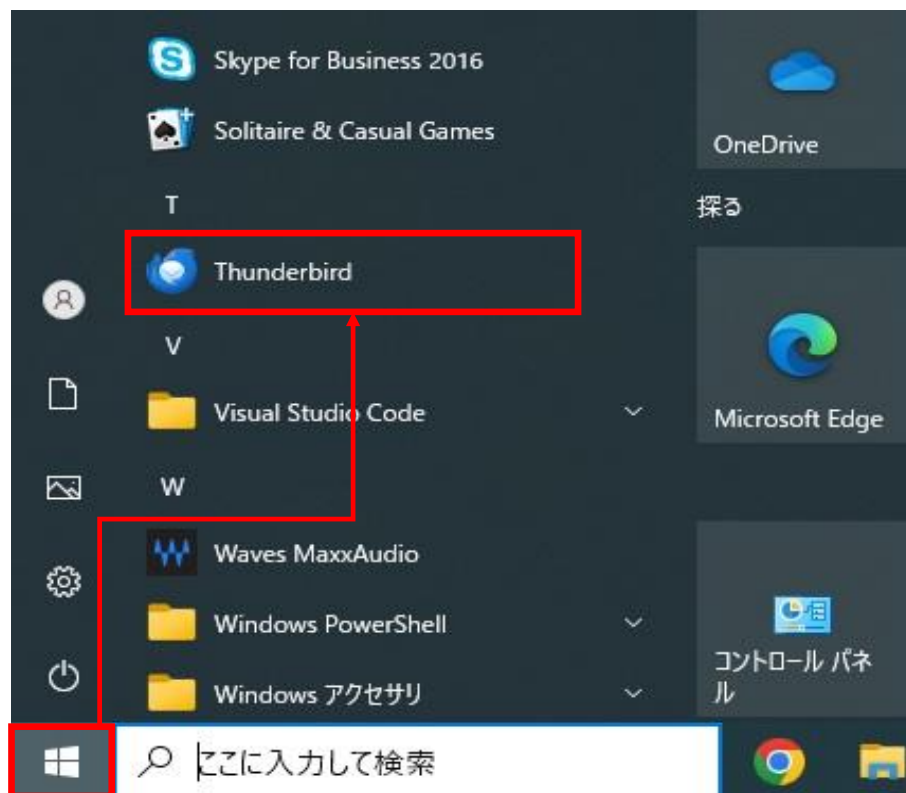 Skype for Business 2016
Solitaire & Casual Games
OneDrive
T
探る
Thunderbird
V
Visual Studio Code
Microsoft Edge
W
Waves MaxxAudio
Windows PowerShell
コントロール パネ
ル
Windows アクセサリ
ここに入力して検索